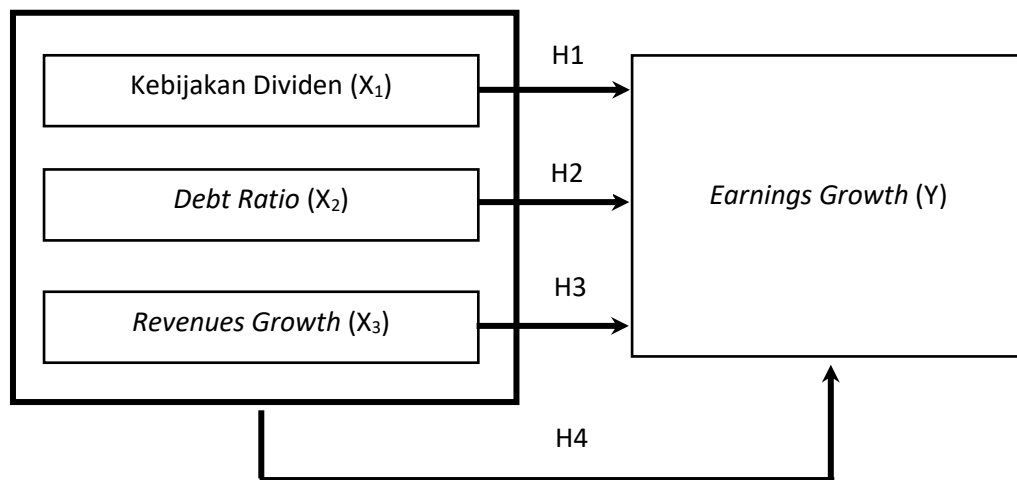 H1
Kebijakan Dividen (X₁)
H2
Debt Ratio (X₂)
Earnings Growth (Y)
H3
Revenues Growth (X₃)
H4